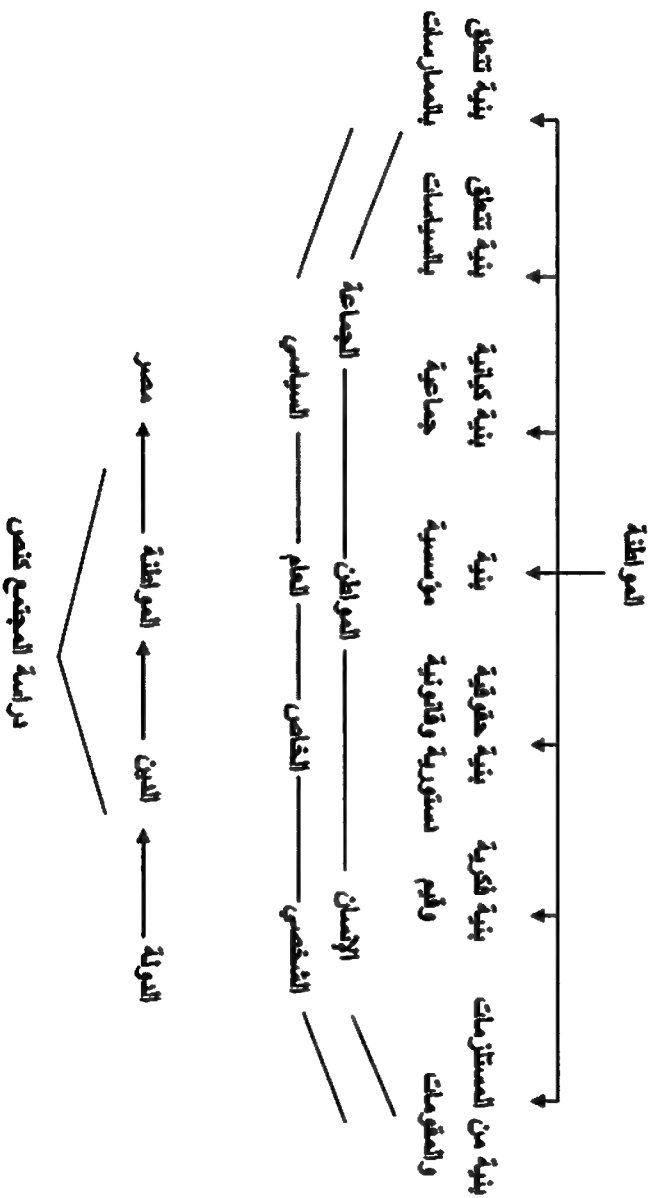 المواطنة
بنية من المستلزمات والمقومات
بنية فكرية وقيم
بنية حقوقية دستورية وقانونية
بنية مؤسسية
بنية كيانية جماعية
بنية تتعلق بالسياسات
بنية تتعلق بالممارسات
الإنسان المواطن الجماعة
الشخصي الخاص العام السياسي
الدولة الدين المواطنة مصر
دراسة المجتمع كنص